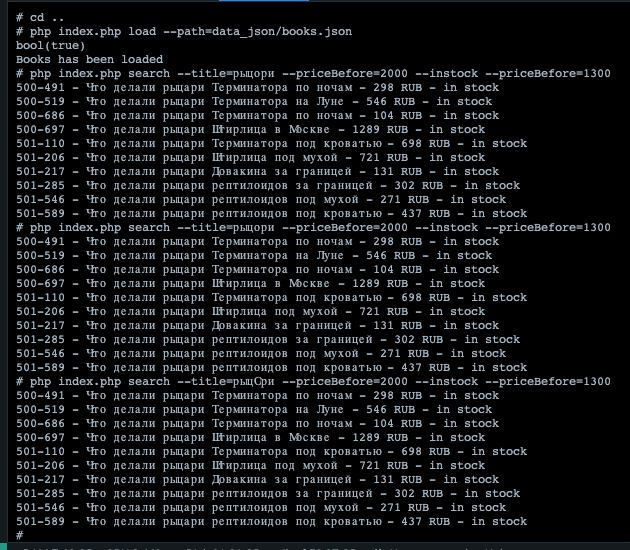 # cd ..
# php index.php load --path=data_json/books.json
bool(true)
Books has been loaded
# php index.php search --title=рыцори --priceBefore=2000 --instock --priceBefore=1300
500-491 - Что делали рыцари Терминатора по ночам - 298 RUB - in stock
500-519 - Что делали рыцари Терминатора на Луне - 546 RUB - in stock
500-686 - Что делали рыцари Терминатора по ночам - 104 RUB - in stock
500-697 - Что делали рыцари Штирлица в Москве - 1289 RUB - in stock
501-110 - Что делали рыцари Терминатора под кроватью - 698 RUB - in stock
501-206 - Что делали рыцари Штирлица под мухой - 721 RUB - in stock
501-217 - Что делали рыцари Довакина за границей - 131 RUB - in stock
501-285 - Что делали рыцари рептилоидов за границей - 302 RUB - in stock
501-546 - Что делали рыцари рептилоидов под мухой - 271 RUB - in stock
501-589 - Что делали рыцари рептилоидов под кроватью - 437 RUB - in stock
# php index.php search --title=рыцори --priceBefore=2000 --instock --priceBefore=1300
500-491 - Что делали рыцари Терминатора по ночам - 298 RUB - in stock
500-519 - Что делали рыцари Терминатора на Луне - 546 RUB - in stock
500-686 - Что делали рыцари Терминатора по ночам - 104 RUB - in stock
500-697 - Что делали рыцари Штирлица в Москве - 1289 RUB - in stock
501-110 - Что делали рыцари Терминатора под кроватью - 698 RUB - in stock
501-206 - Что делали рыцари Штирлица под мухой - 721 RUB - in stock
501-217 - Что делали рыцари Довакина за границей - 131 RUB - in stock
501-285 - Что делали рыцари рептилоидов за границей - 302 RUB - in stock
501-546 - Что делали рыцари рептилоидов под мухой - 271 RUB - in stock
501-589 - Что делали рыцари рептилоидов под кроватью - 437 RUB - in stock
# php index.php search --title=рыцОри --priceBefore=2000 --instock --priceBefore=1300
500-491 - Что делали рыцари Терминатора по ночам - 298 RUB - in stock
500-519 - Что делали рыцари Терминатора на Луне - 546 RUB - in stock
500-686 - Что делали рыцари Терминатора по ночам - 104 RUB - in stock
500-697 - Что делали рыцари Штирлица в Москве - 1289 RUB - in stock
501-110 - Что делали рыцари Терминатора под кроватью - 698 RUB - in stock
501-206 - Что делали рыцари Штирлица под мухой - 721 RUB - in stock
501-217 - Что делали рыцари Довакина за границей - 131 RUB - in stock
501-285 - Что делали рыцари рептилоидов за границей - 302 RUB - in stock
501-546 - Что делали рыцари рептилоидов под мухой - 271 RUB - in stock
501-589 - Что делали рыцари рептилоидов под кроватью - 437 RUB - in stock
#